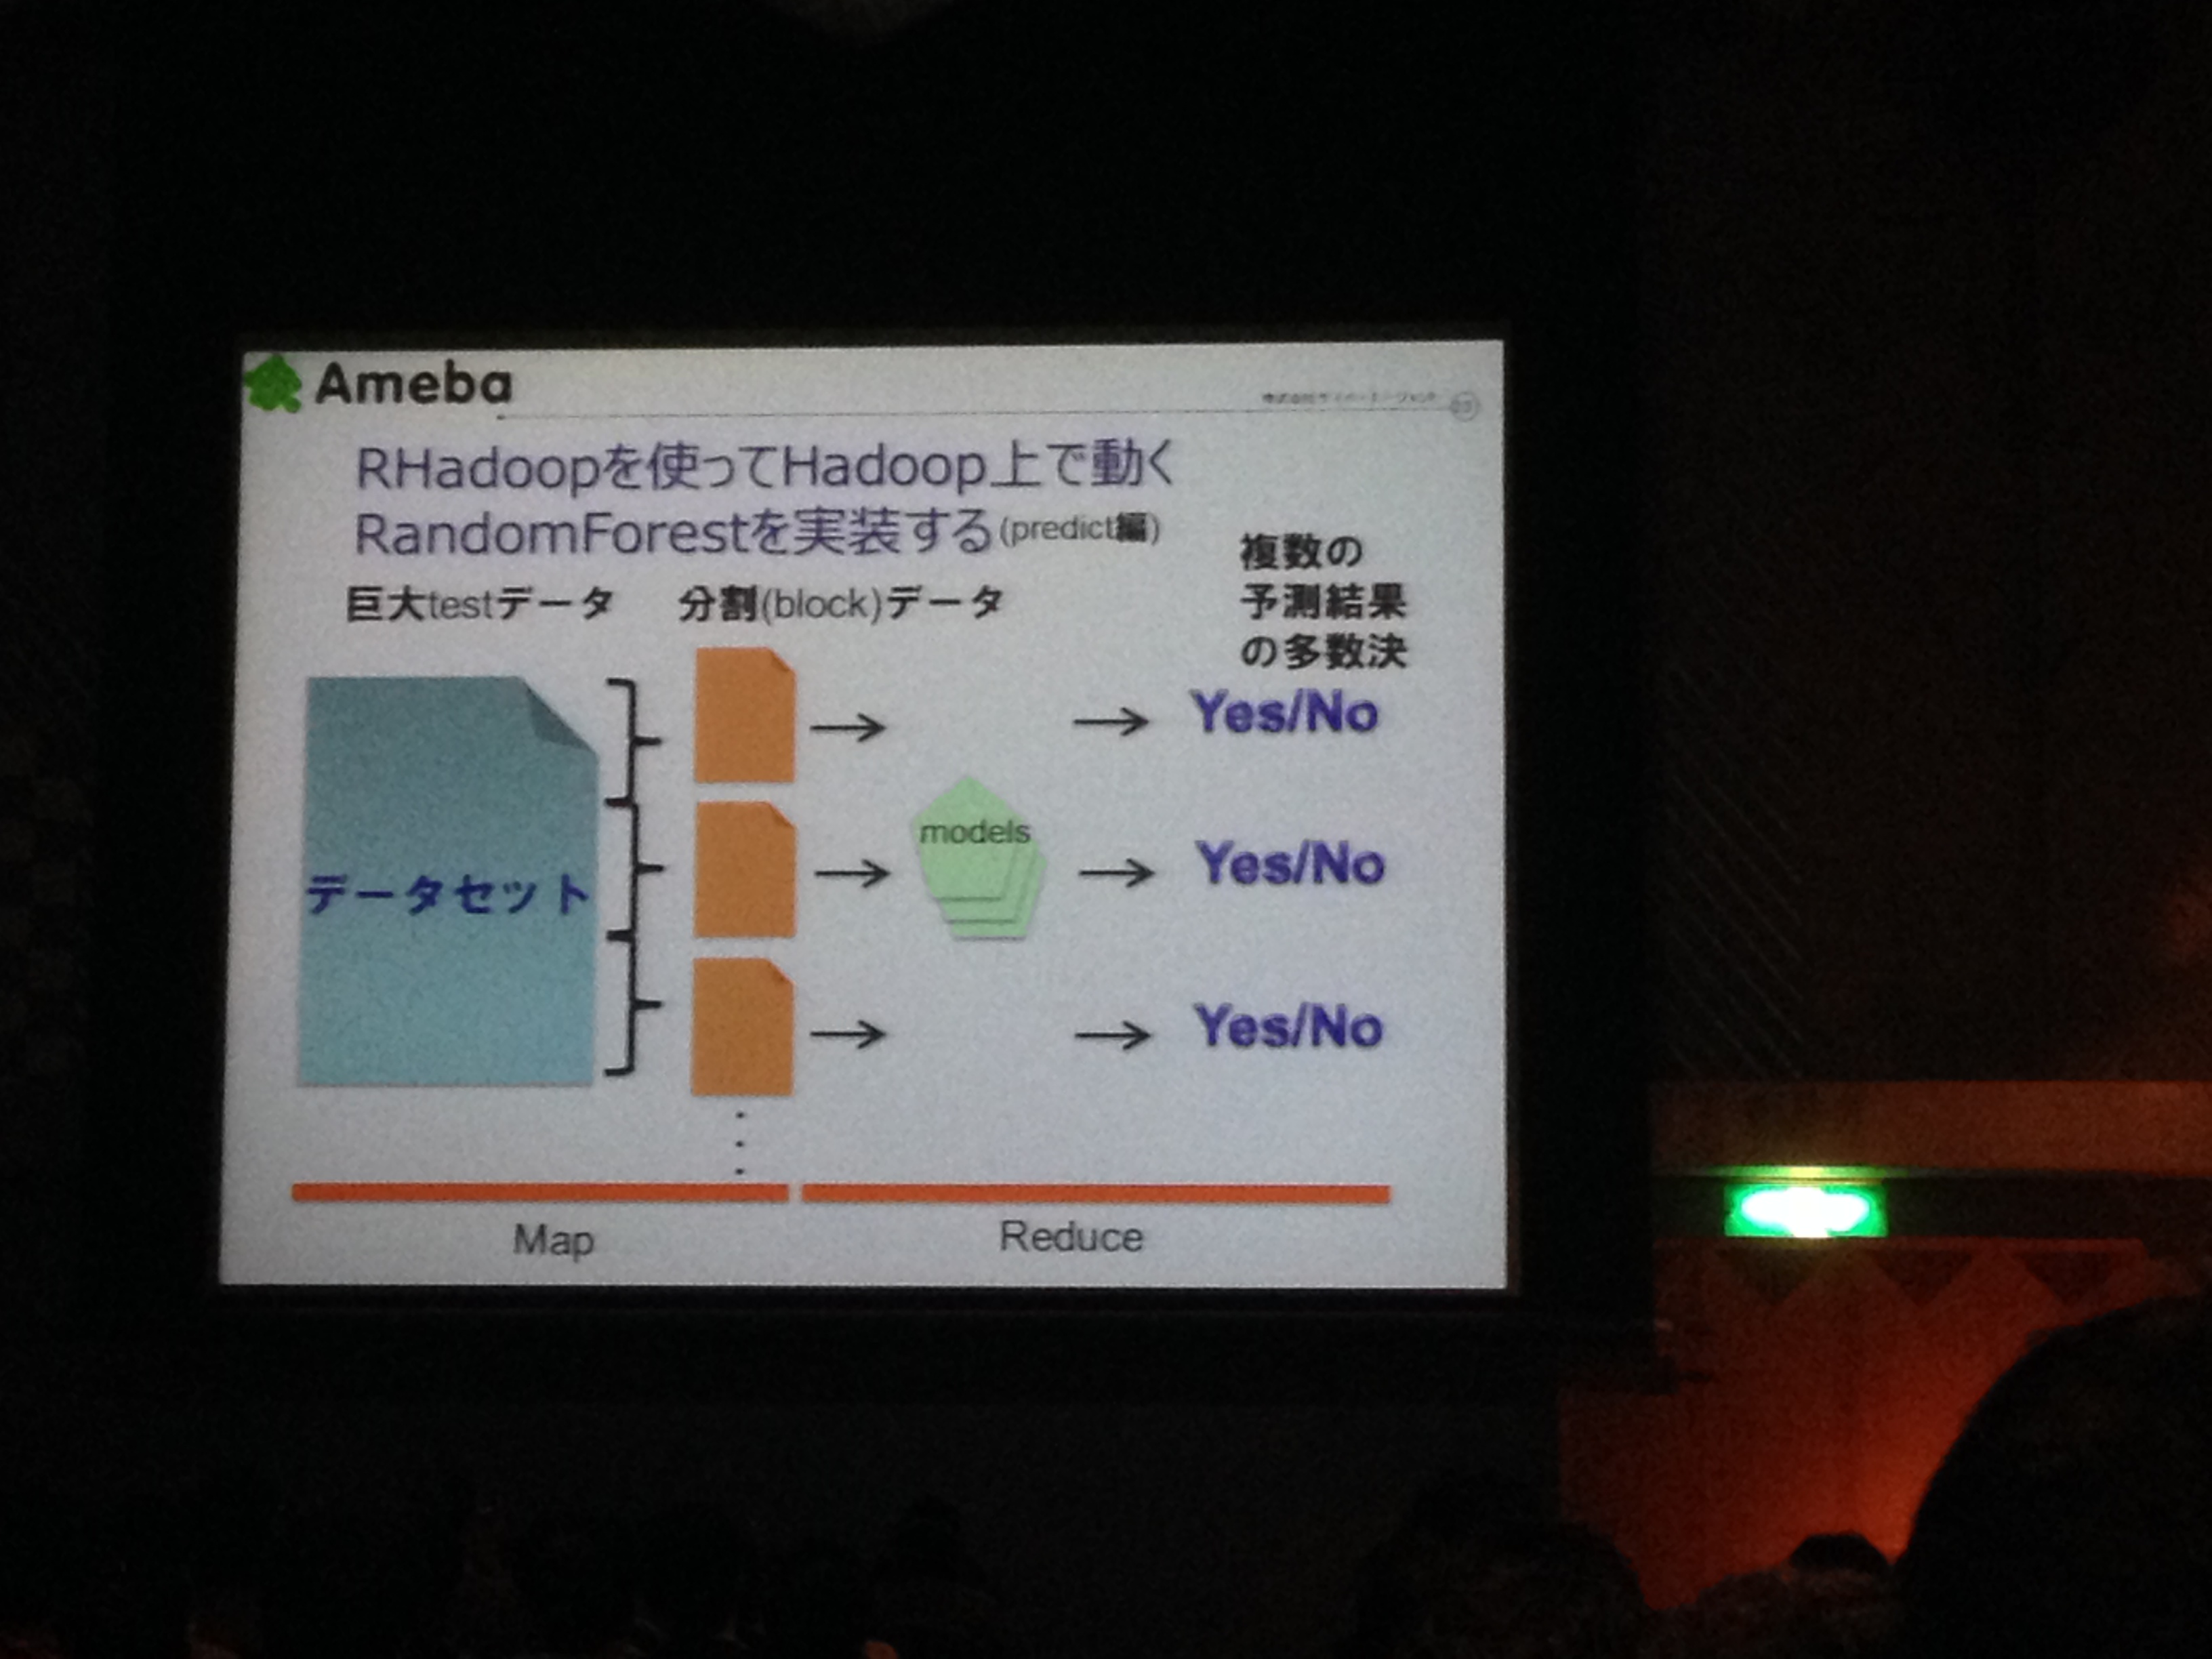 Ameba
RHadoopを使ってHadoop上で動く
RandomForestを実装する(predict編)
複数の
予測結果
の多数決
巨大testデータ
分割(block)データ
データセット
models
Yes/No
Yes/No
Yes/No
Map
Reduce